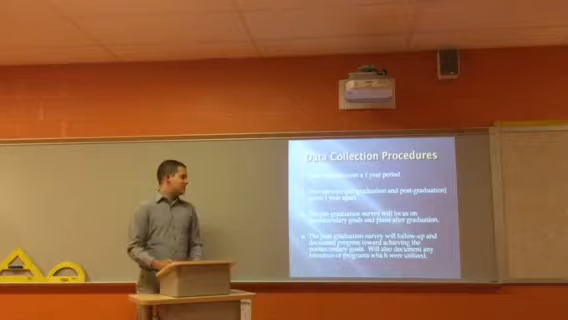 Data Collection Procedures
over a 1 year period
graduation and post-graduation)
1 year apart
The pre-graduation survey will focus on
postsecondary goals and plans after graduation.
The post-graduation survey will follow-up and
document progress toward achieving the
postsecondary goals. Will also document any
resources or programs which were utilized.